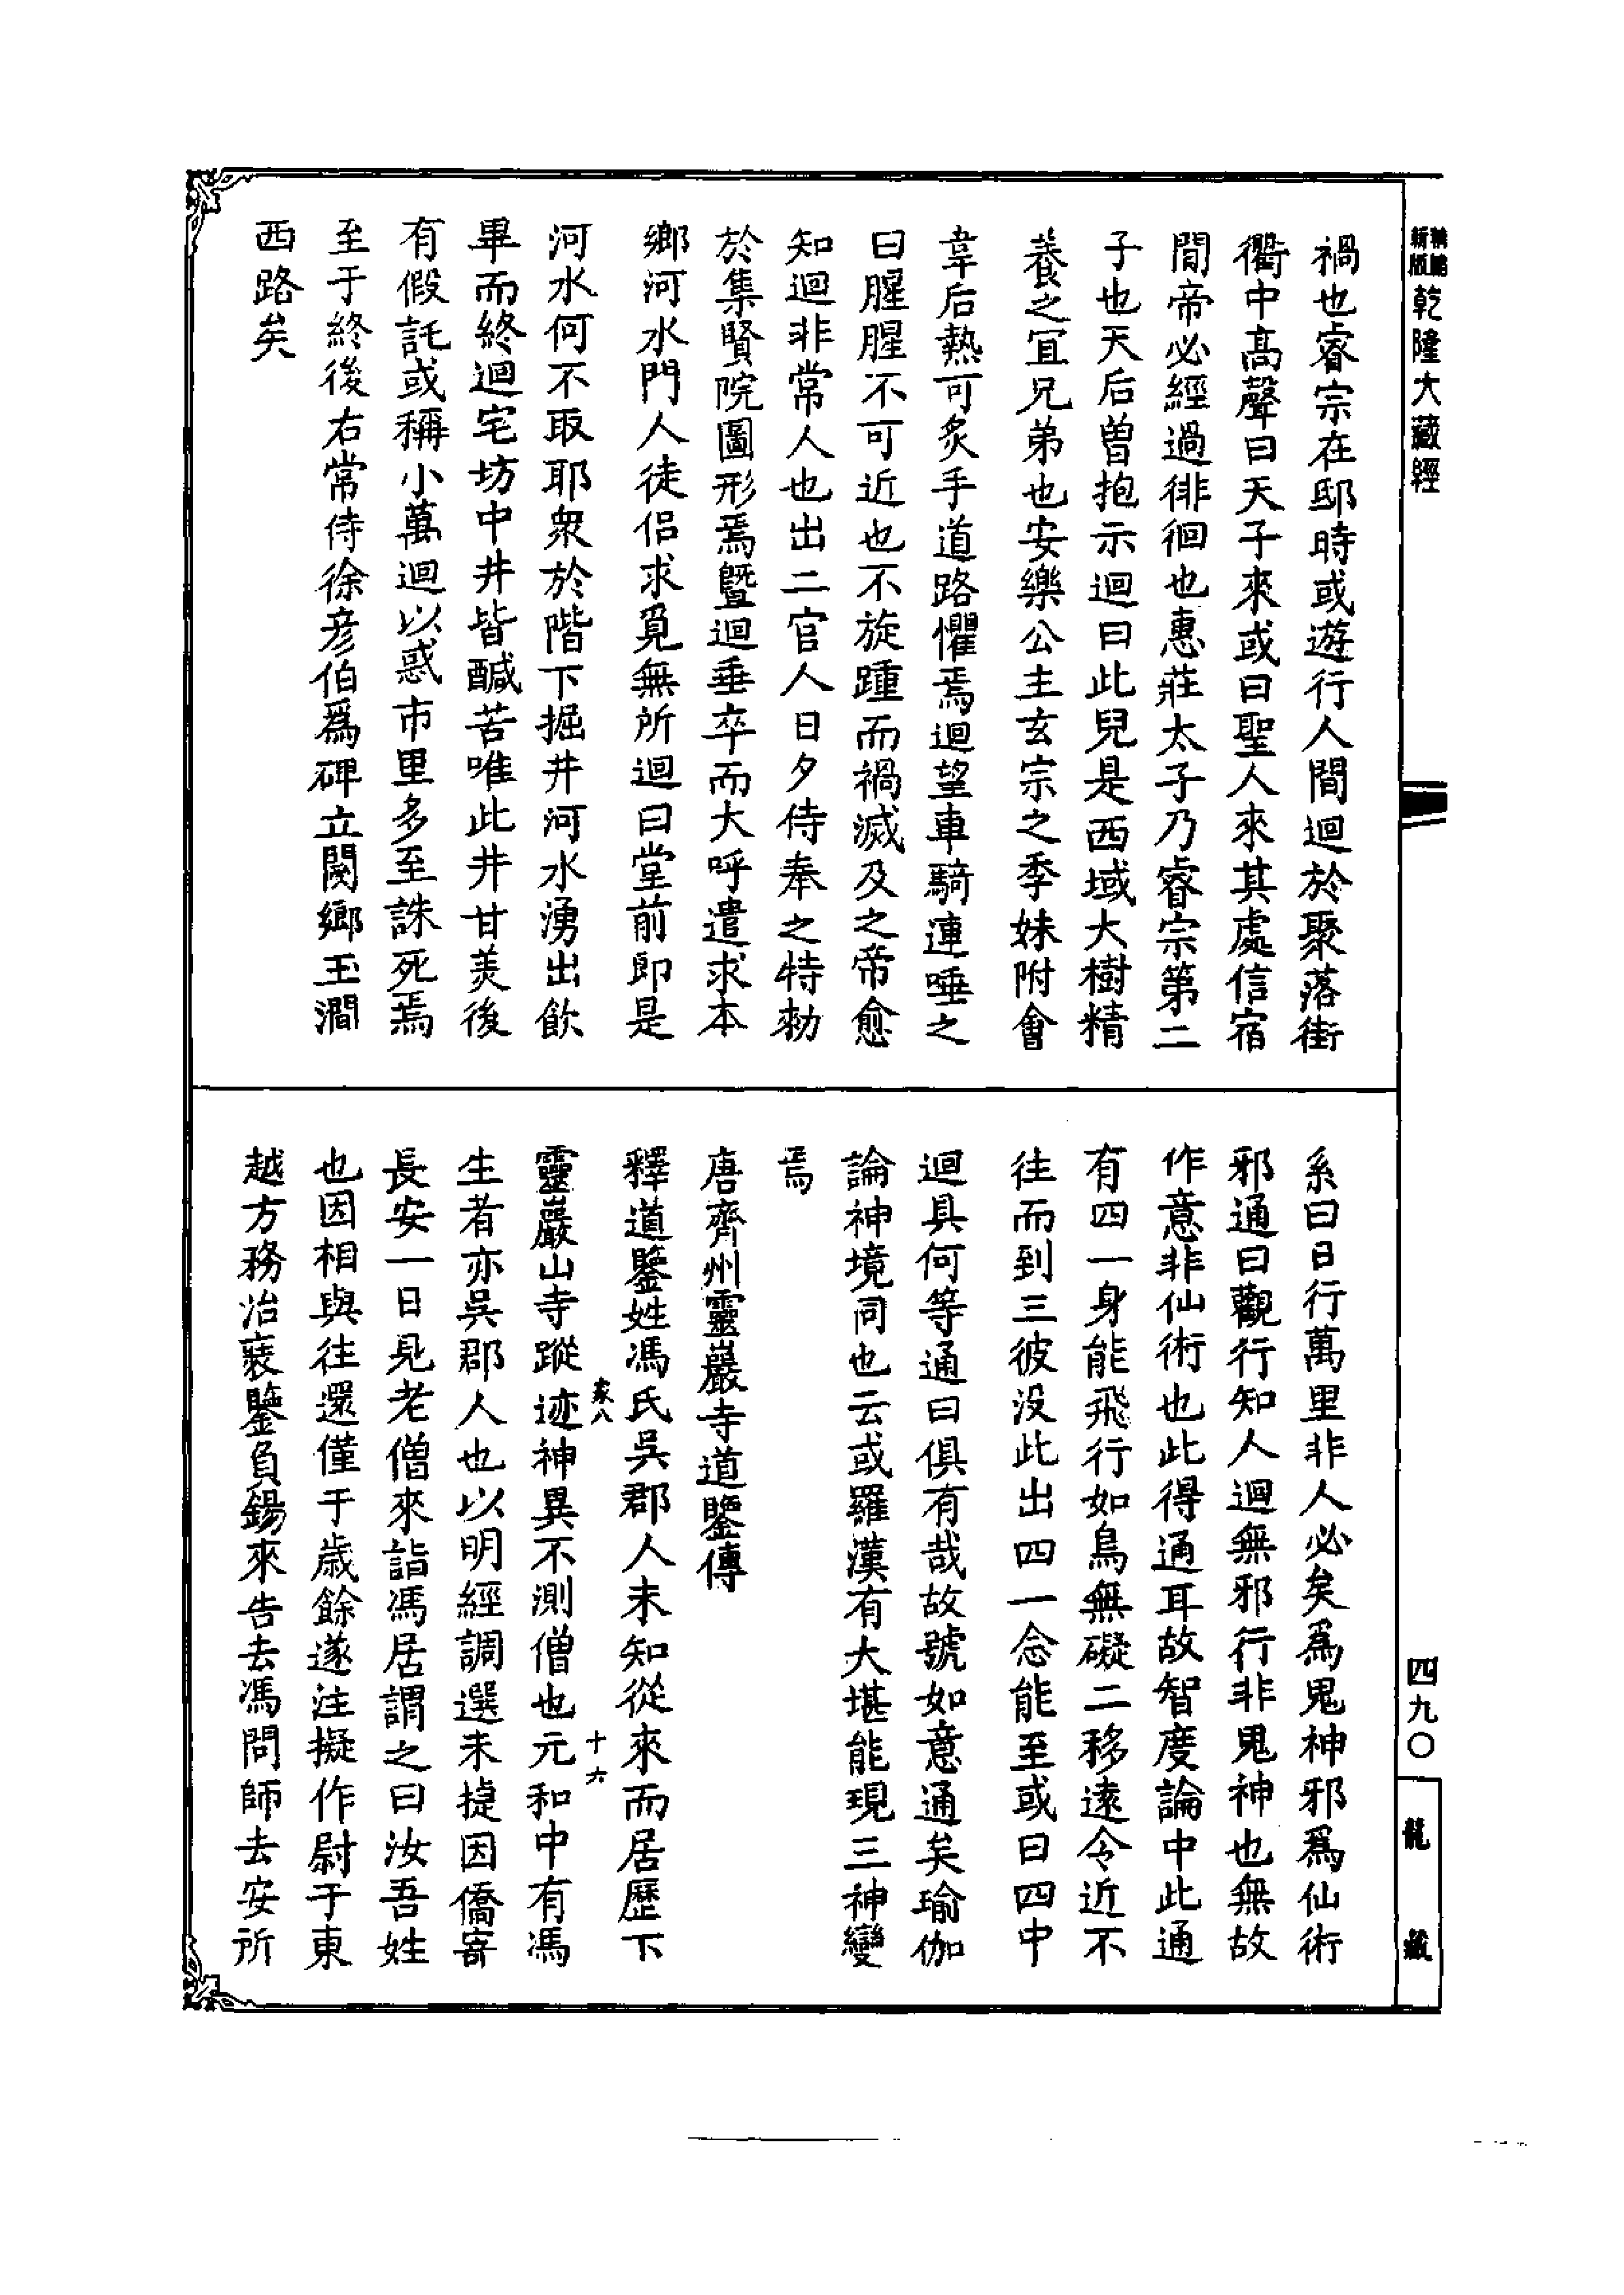 乾隆大藏經
禍也睿宗在邸時或遊行人間迴於聚落街
衢中高聲曰天子來或曰聖人來其處信宿
間帝必經過徘徊也惠莊太子乃睿宗第二
子也天后曾抱示迴曰此兒是西域大樹精
養之宜兄弟也安樂公主玄宗之季妹附會
韋后熱可炙手道路懼焉迴望車騎連唾之
曰腥腥不可近也不旋踵而禍滅及之帝愈
知迴非常人也出二宮人日夕侍奉之特勑
於集賢院圖形焉暨迴垂卒而大呼遣求本
鄉河水門人徒侶求覓無所迴曰堂前即是
河水何不取耶衆於階下掘井河水湧出飲
畢而終迴宅坊中井皆鹹苦唯此井甘美後
有假託或稱小萬迴以惑市里多至誅死焉
至于終後右常侍徐彥伯爲碑立閿鄉玉澗
西路矣
系曰日行萬里非人必矣爲鬼神邪爲仙術
邪通曰觀行知人迴無邪行非鬼神也無故
作意非仙術也此得通耳故智度論中此通
有四一身能飛行如鳥無礙二移遠令近不
往而到三彼没此出四一念能至或曰四中
迴具何等通曰俱有哉故號如意通矣瑜伽
論神境同也云或羅漢有大堪能現三神變
焉
唐齊州靈巖寺道鑒傳
釋道鑒姓馮氏吳郡人未知從來而居歷下
家八
十六
靈巖山寺蹤迹神異不測僧也元和中有馮
生者亦吳郡人也以明經調選未捷因僑寄
長安一日見老僧來詣馮居謂之曰汝吾姓
也因相與往還僅于歲餘遂注擬作尉于東
越方務治裝鑒負錫來告去馮問師去安所
四九〇
龍藏